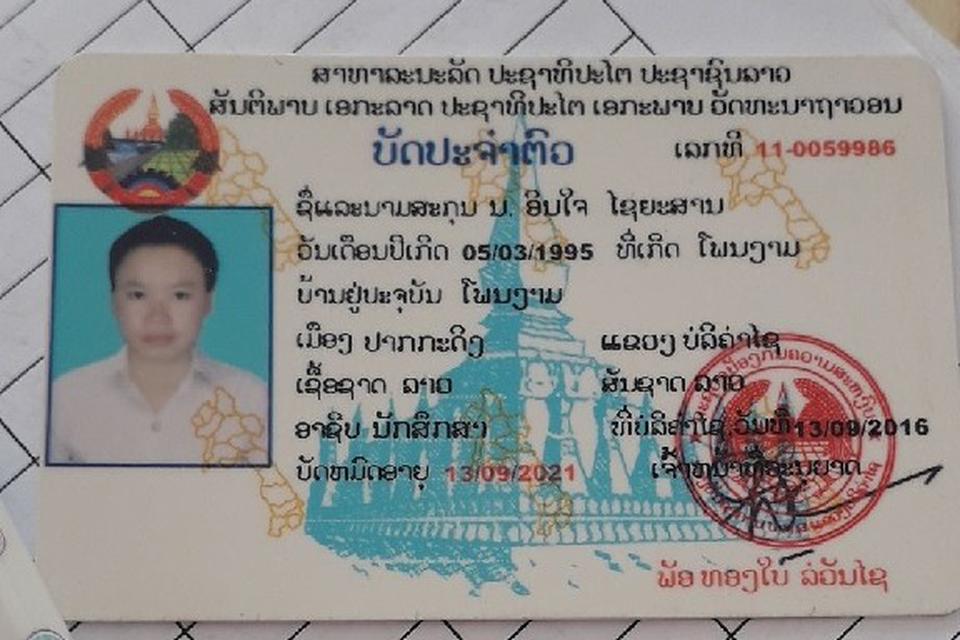 ສາທາລະນະລັດ ປະຊາທິປະໄຕ ປະຊາຊົນລາວ
ສັນຕິພາບ ເອກະລາດ ປະຊາທິປະໄຕ ເອກະພາບ ວັດທະນາຖາວອນ
ບັດປະຈຳຕົວ
ເລກທີ 11-0059986
ຊື່ແລະນາມສະກຸນ ນ. ອິນໃຈ ໄຊຍະສານ
ວັນເດືອນປີເກີດ 05/03/1995 ທີ່ເກີດ ໂພນງາມ
ບ້ານຢູ່ປະຈຸບັນ ໂພນງາມ
ເມືອງ ປາກກະດິງ ແຂວງ ບໍລິຄຳໄຊ
ເຊື້ອຊາດ ລາວ ສັນຊາດ ລາວ
ອາຊີບ ນັກສຶກສາ ທີ່ບໍລິຄຳໄຊ,ວັນທີ 13/09/2016
ບັດຫມົດອາຍຸ 13/09/2021 ເຈົ້າຫນ້າທີ່ອະນຸຍາດ
ພັອ ທອງໃບ ລໍວັນໄຊ